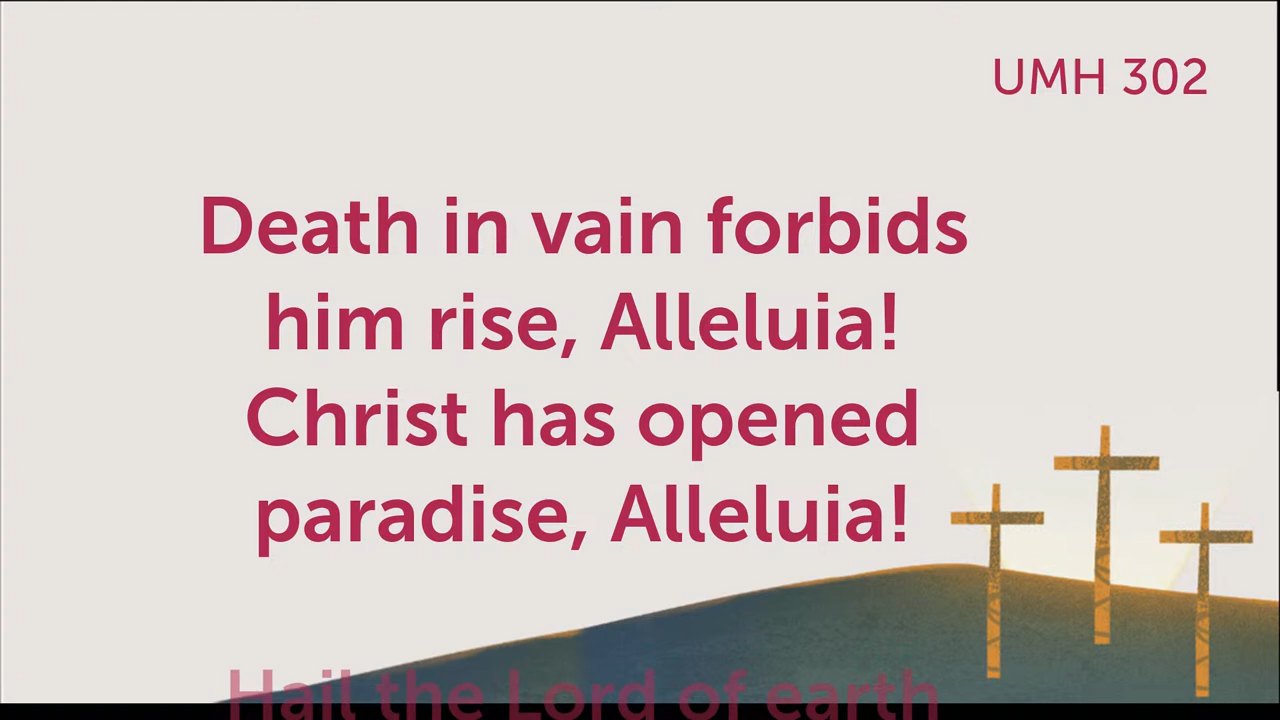 UMH 302
Death in vain forbids
him rise, Alleluia!
Christ has opened
paradise, Alleluia!
Hail the Lord of earth